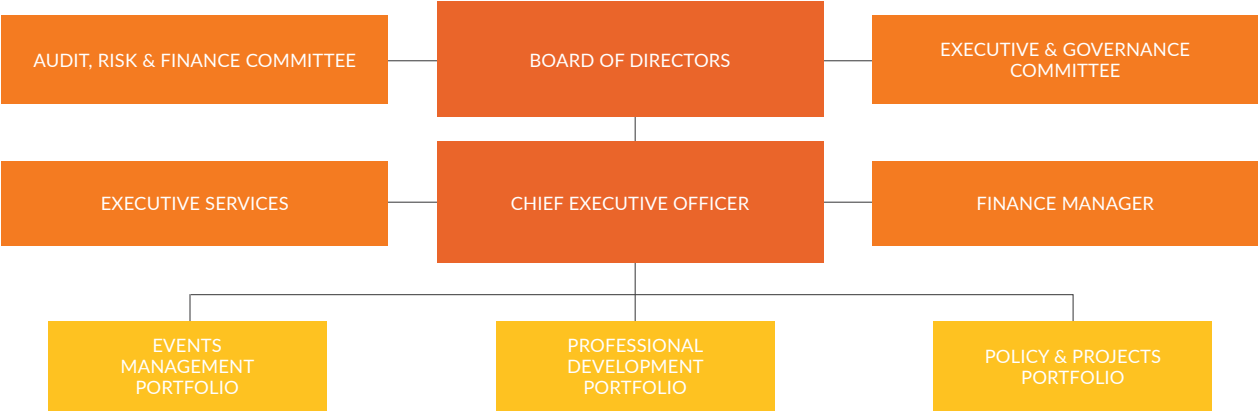 AUDIT, RISK & FINANCE COMMITTEE
BOARD OF DIRECTORS
EXECUTIVE & GOVERNANCE
COMMITTEE
EXECUTIVE SERVICES
CHIEF EXECUTIVE OFFICER
FINANCE MANAGER
EVENTS
MANAGEMENT
PORTFOLIO
PROFESSIONAL
DEVELOPMENT
PORTFOLIO
POLICY & PROJECTS
PORTFOLIO